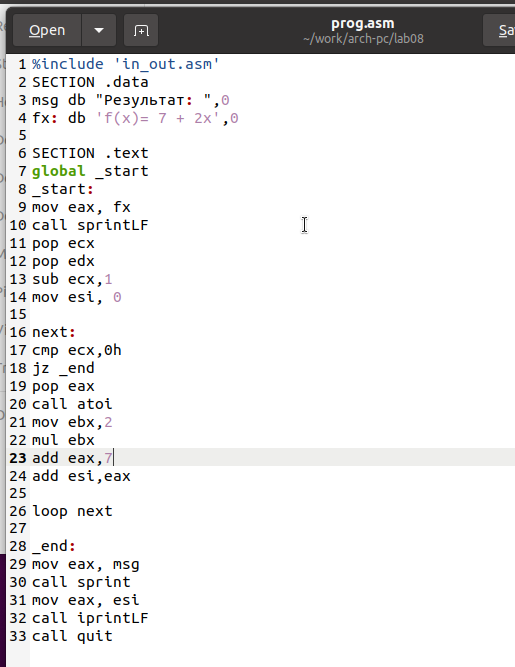 Open
prog.asm
~/work/arch-pc/lab08
1 %include 'in_out.asm'
2 SECTION .data
3 msg db "Результат: ",0
4 fx: db 'f(x)= 7 + 2x',0
5
6 SECTION .text
7 global _start
8 _start:
9 mov eax, fx
10 call sprintLF
11 pop ecx
12 pop edx
13 sub ecx,1
14 mov esi, 0
15
16 next:
17 cmp ecx,0h
18 jz _end
19 pop eax
20 call atoi
21 mov ebx,2
22 mul ebx
23 add eax,7
24 add esi,eax
25
26 loop next
27
28 _end:
29 mov eax, msg
30 call sprint
31 mov eax, esi
32 call iprintLF
33 call quit